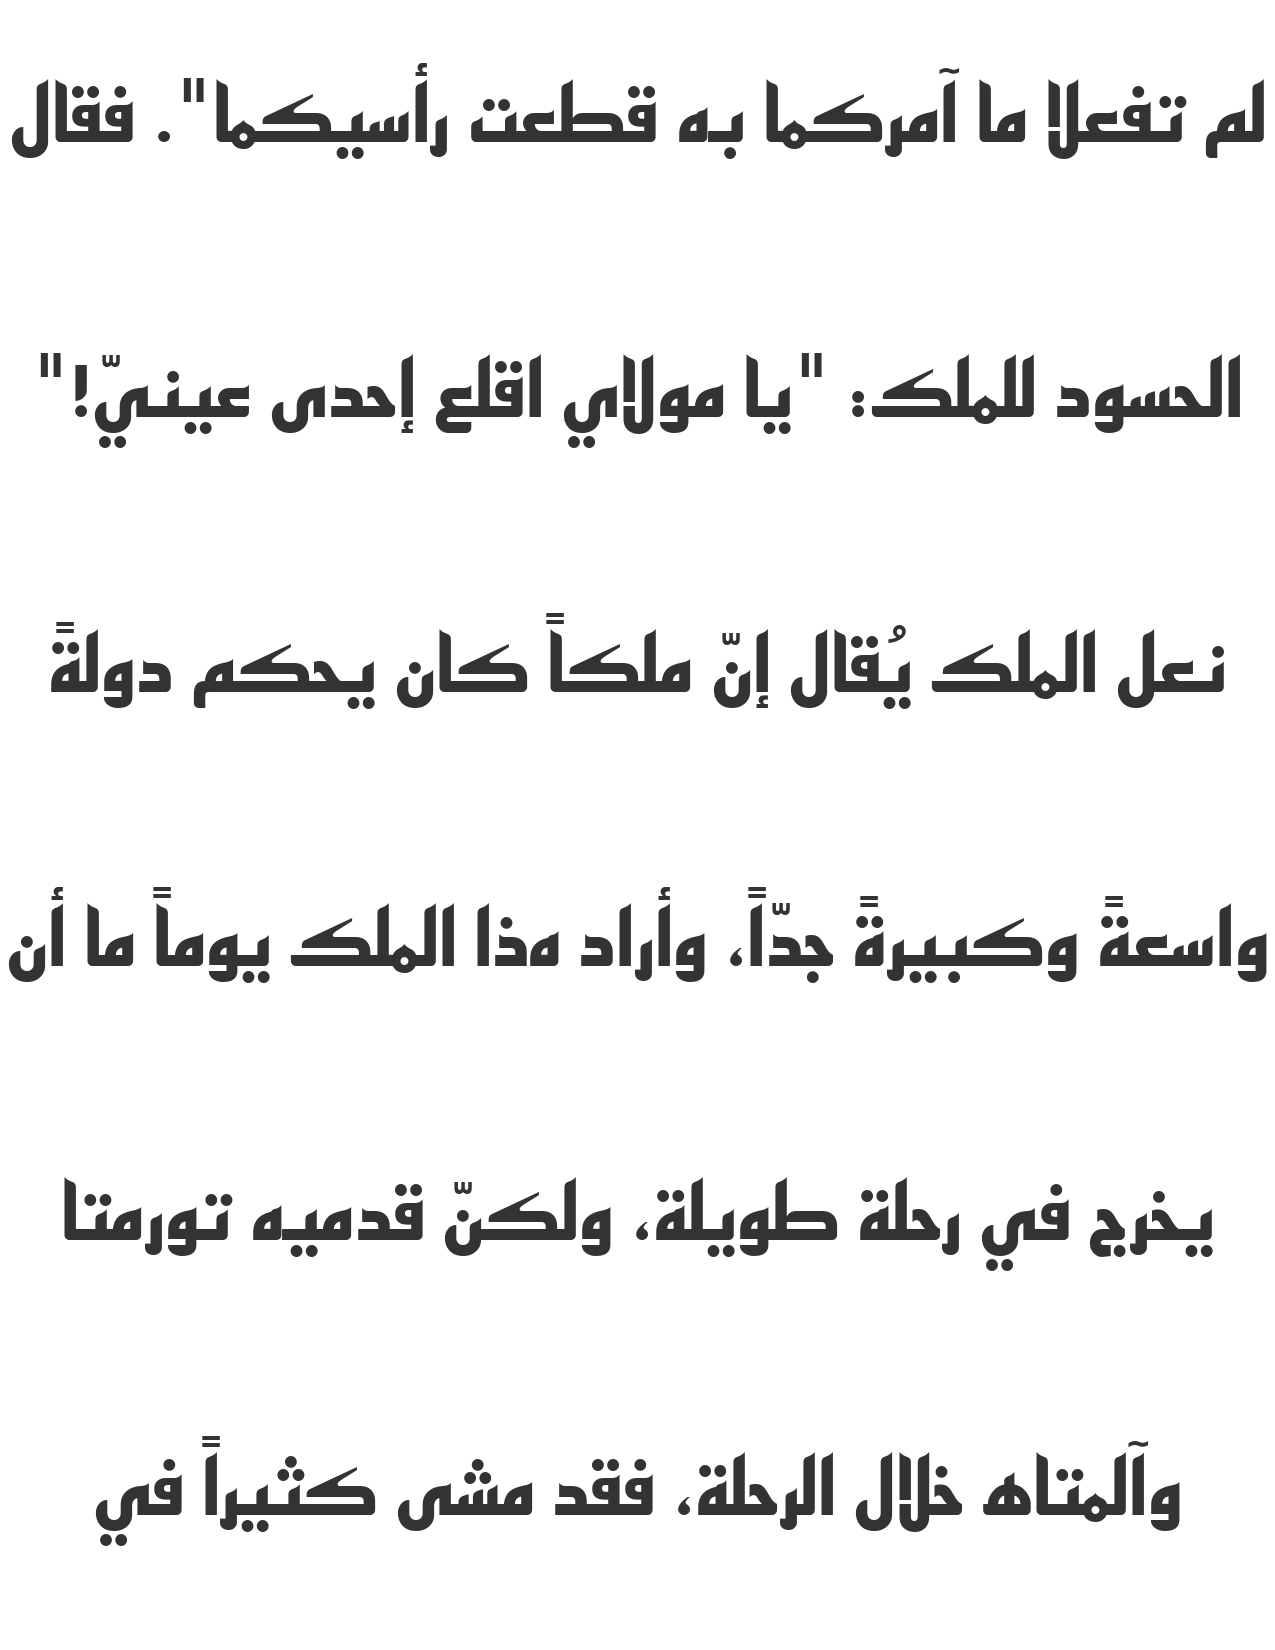 لم تفعلا ما آمركما به قطعت رأسيكما". فقال
الحسود للملك: "يا مولاي اقلع إحدى عينيّ!"
نعل الملك يُقال إنّ ملكاً كان يحكم دولةً
واسعةً وكبيرةً جدّاً، وأراد هذا الملك يوماً ما أن
يخرج في رحلة طويلة، ولكنّ قدميه تورمتا
وآلمتاه خلال الرحلة، فقد مشى كثيراً في